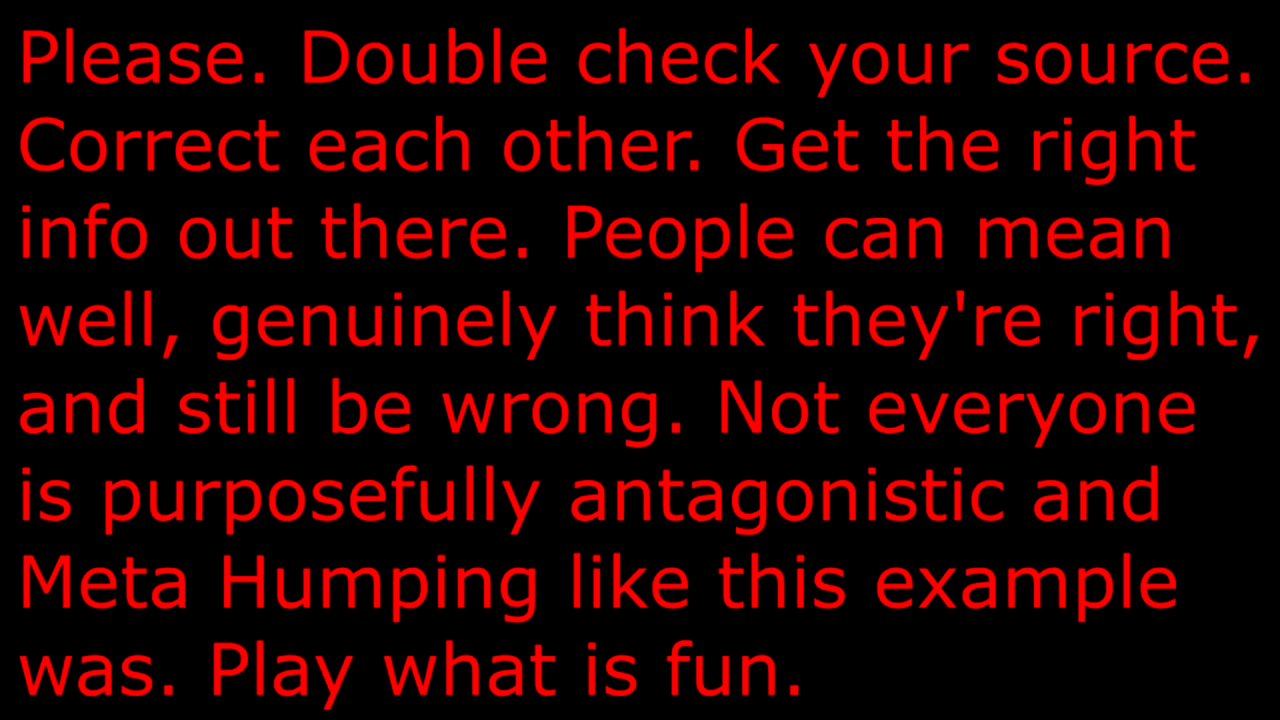 Please. Double check your source.
Correct each other. Get the right
info out there. People can mean
well, genuinely think they're right,
and still be wrong. Not everyone
is purposefully antagonistic and
Meta Humping like this example
was. Play what is fun.